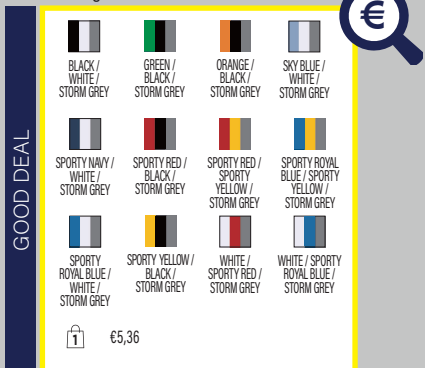 €
GOOD DEAL
BLACK /
WHITE /
STORM GREY
GREEN /
BLACK /
STORM GREY
ORANGE /
BLACK /
STORM GREY
SKY BLUE /
WHITE /
STORM GREY
SPORTY NAVY /
WHITE /
STORM GREY
SPORTY RED /
BLACK /
STORM GREY
SPORTY RED /
SPORTY
YELLOW /
STORM GREY
SPORTY ROYAL
BLUE / SPORTY
YELLOW /
STORM GREY
SPORTY
ROYAL BLUE /
WHITE /
STORM GREY
SPORTY YELLOW /
BLACK /
STORM GREY
WHITE /
SPORTY RED /
STORM GREY
WHITE / SPORTY
ROYAL BLUE /
STORM GREY
1 €5,36